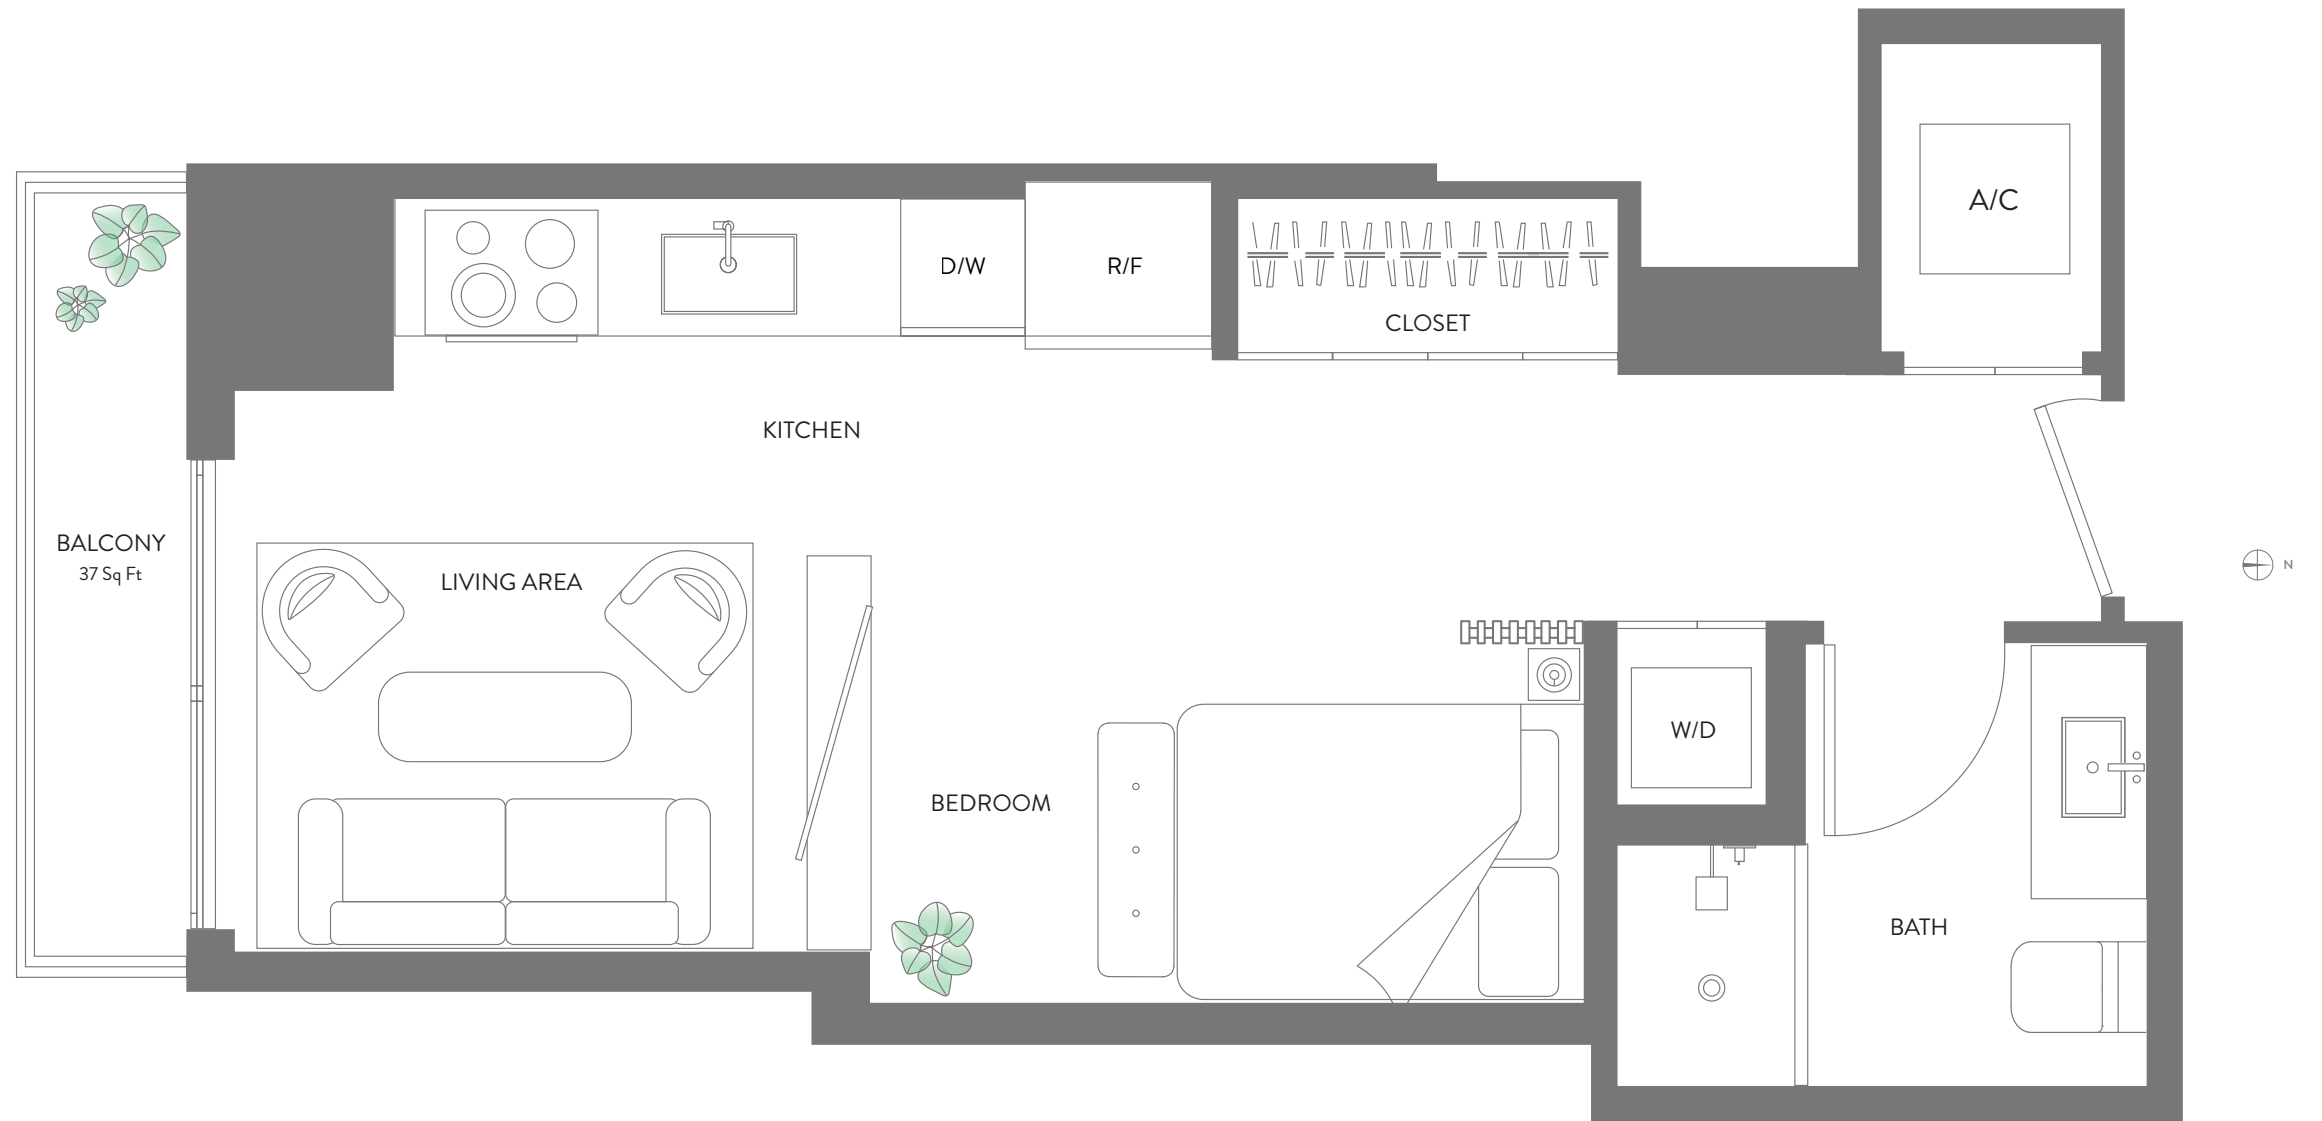 A/C
D/W
R/F
CLOSET
KITCHEN
BALCONY
37 Sq Ft
LIVING AREA
N
W/D
BEDROOM
BATH